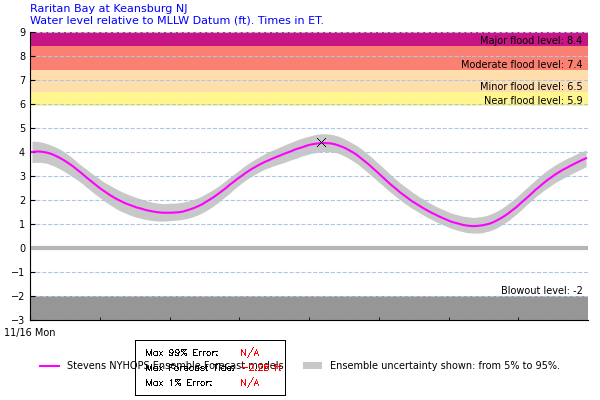 Raritan Bay at Keansburg NJ
Water level relative to MLLW Datum (ft). Times in ET.
9
Major flood level: 8.4
8
Moderate flood level: 7.4
7
Minor flood level: 6.5
6
Near flood level: 5.9
5
4
3
2
1
0
−1
−2
Blowout level: -2
−3
11/16 Mon
Max 99% Error: N/A
Stevens NYHOPS Ensemble Forecast models
Ensemble uncertainty shown: from 5% to 95%.
Max Forecast Tide:
Max 1% Error: N/A